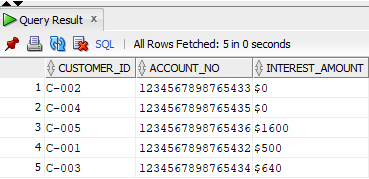 Query Result x
SQL | All Rows Fetched: 5 in 0 seconds
CUSTOMER_ID ACCOUNT_NO INTEREST_AMOUNT
1 C-002 1234567898765433 $0
2 C-004 1234567898765435 $0
3 C-005 1234567898765436 $1600
4 C-001 1234567898765432 $500
5 C-003 1234567898765434 $640